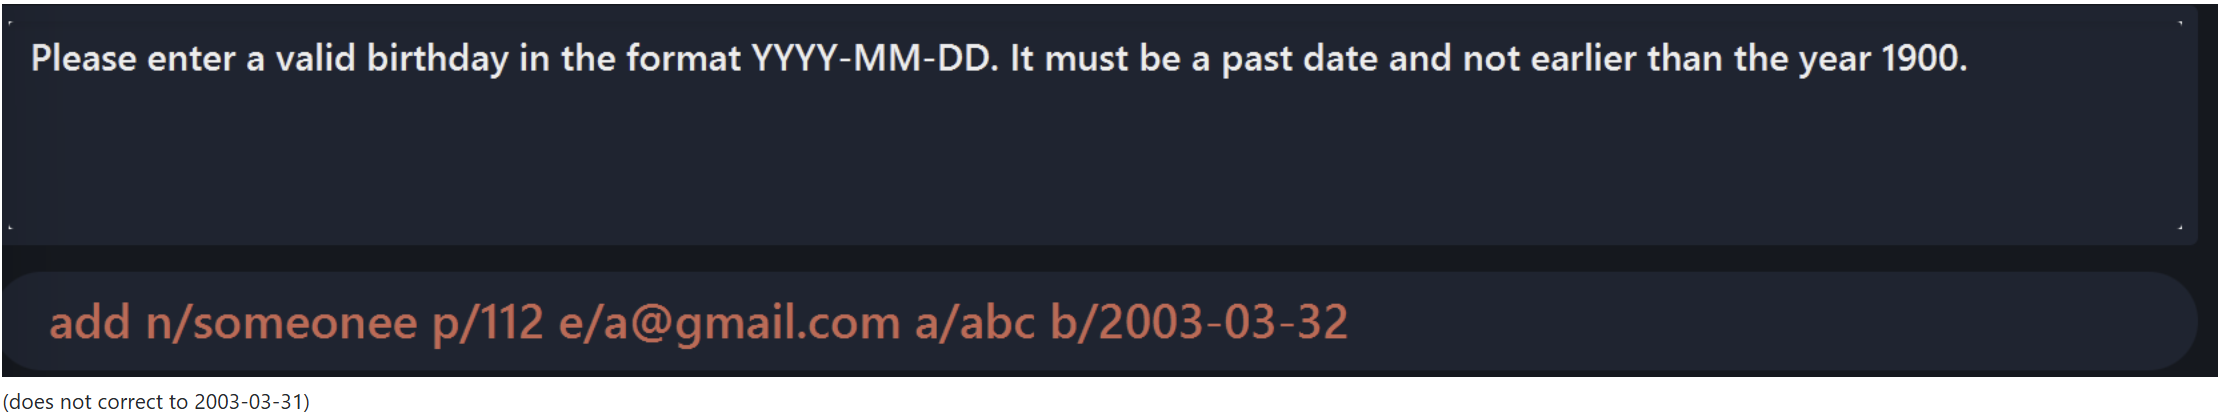 Please enter a valid birthday in the format YYYY-MM-DD. It must be a past date and not earlier than the year 1900.
add n/someonee p/112 e/a@gmail.com a/abc b/2003-03-32
(does not correct to 2003-03-31)